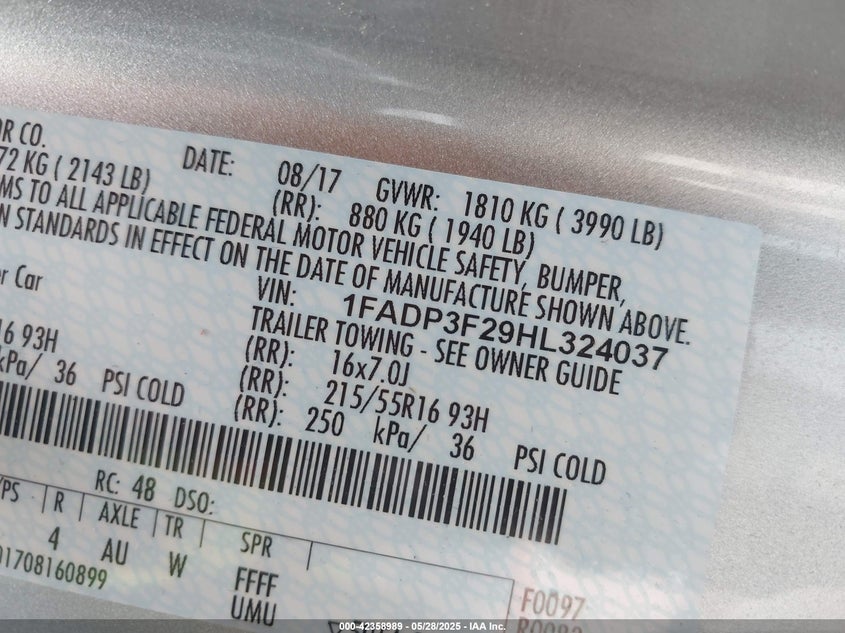 OR CO.
DATE: 08/17 GVWR: 1810 KG ( 3990 LB)
72 KG ( 2143 LB) (RR): 880 KG ( 1940 LB)
MS TO ALL APPLICABLE FEDERAL MOTOR VEHICLE SAFETY, BUMPER,
STANDARDS IN EFFECT ON THE DATE OF MANUFACTURE SHOWN ABOVE.
VIN: 1FADP3F29HL324037
Car TRAILER TOWING - SEE OWNER GUIDE
(RR): 16x7.0J
16 93H (RR): 215/55R16 93H
kPa/ 36 PSI COLD (RR): 250 kPa/ 36 PSI COLD
RC: 48 DSO:
R AXLE TR SPR
4 AU W FFFF
UMU
1708160899
F0097
000-42358989 — 05/28/2025 — IAA Inc.